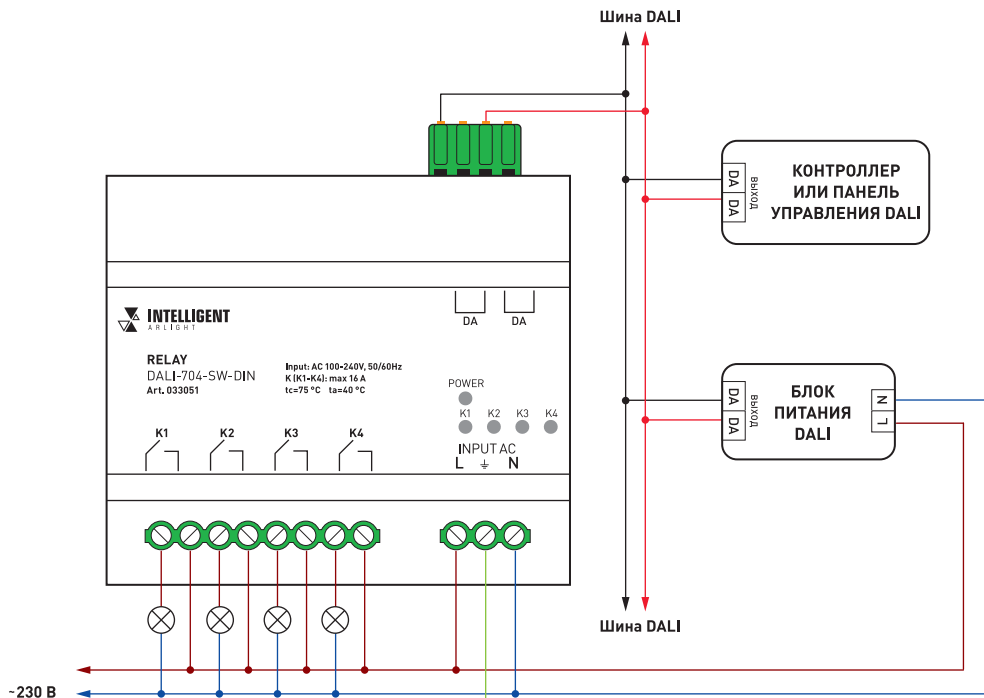 Шина DALI
КОНТРОЛЛЕР
ИЛИ ПАНЕЛЬ
УПРАВЛЕНИЯ DALI
DA
DA
ВЫХОД
INTELLIGENT
ARLIGHT
DA
DA
RELAY
DALI-704-SW-DIN
Art. 033051
Input: AC 100-240V, 50/60Hz
K (K1-K4): max 16 A
tc=75 °C ta=40 °C
POWER
K1 K2 K3 K4
INPUT AC
L N
K1 K2 K3 K4
БЛОК
ПИТАНИЯ
DALI
DA
DA
ВЫХОД
N
L
Шина DALI
~230 В